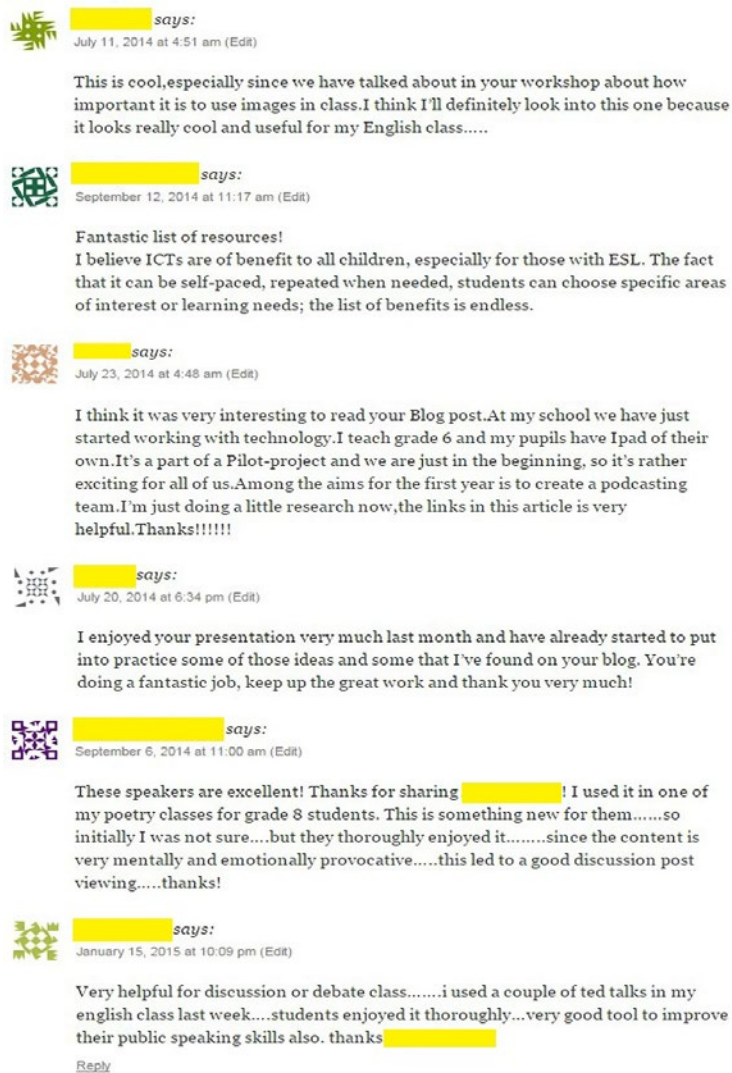 says:
July 11, 2014 at 4:51 am (Edit)
This is cool,especially since we have talked about in your workshop about how
important it is to use images in class.I think I'll definitely look into this one because
it looks really cool and useful for my English class.....
says:
September 12, 2014 at 11:17 am (Edit)
Fantastic list of resources!
I believe ICTs are of benefit to all children, especially for those with ESL. The fact
that it can be self-paced, repeated when needed, students can choose specific areas
of interest or learning needs; the list of benefits is endless.
says:
July 23, 2014 at 4:48 am (Edit)
I think it was very interesting to read your Blog post.At my school we have just
started working with technology.I teach grade 6 and my pupils have Ipad of their
own.It's a part of a Pilot-project and we are just in the beginning, so it's rather
exciting for all of us.Among the aims for the first year is to create a podcasting
team.I'm just doing a little research now,the links in this article is very
helpful.Thanks!!!!!!
says:
July 20, 2014 at 6:34 pm (Edit)
I enjoyed your presentation very much last month and have already started to put
into practice some of those ideas and some that I've found on your blog. You're
doing a fantastic job, keep up the great work and thank you very much!
says:
September 6, 2014 at 11:00 am (Edit)
These speakers are excellent! Thanks for sharing ! I used it in one of
my poetry classes for grade 8 students. This is something new for them......so
initially I was not sure....but they thoroughly enjoyed it........since the content is
very mentally and emotionally provocative.....this led to a good discussion post
viewing.....thanks!
says:
January 15, 2015 at 10:09 pm (Edit)
Very helpful for discussion or debate class.......i used a couple of ted talks in my
english class last week....students enjoyed it thoroughly...very good tool to improve
their public speaking skills also. thanks
Reply